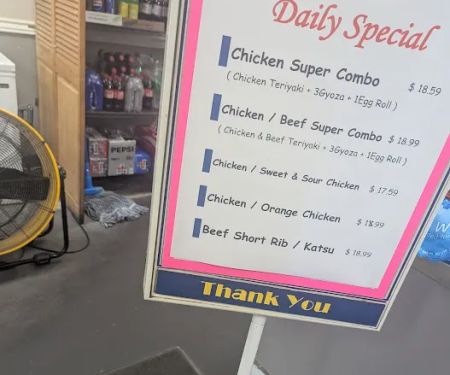 Daily Special
Chicken Super Combo $ 18.59
( Chicken Teriyaki + 3Gyoza + 1Egg Roll )
Chicken / Beef Super Combo $ 18.99
( Chicken & Beef Teriyaki + 3Gyoza + 1Egg Roll )
Chicken / Sweet & Sour Chicken $ 17.59
Chicken / Orange Chicken $ 18.99
Beef Short Rib / Katsu $ 18.99
Thank You
PEPSI